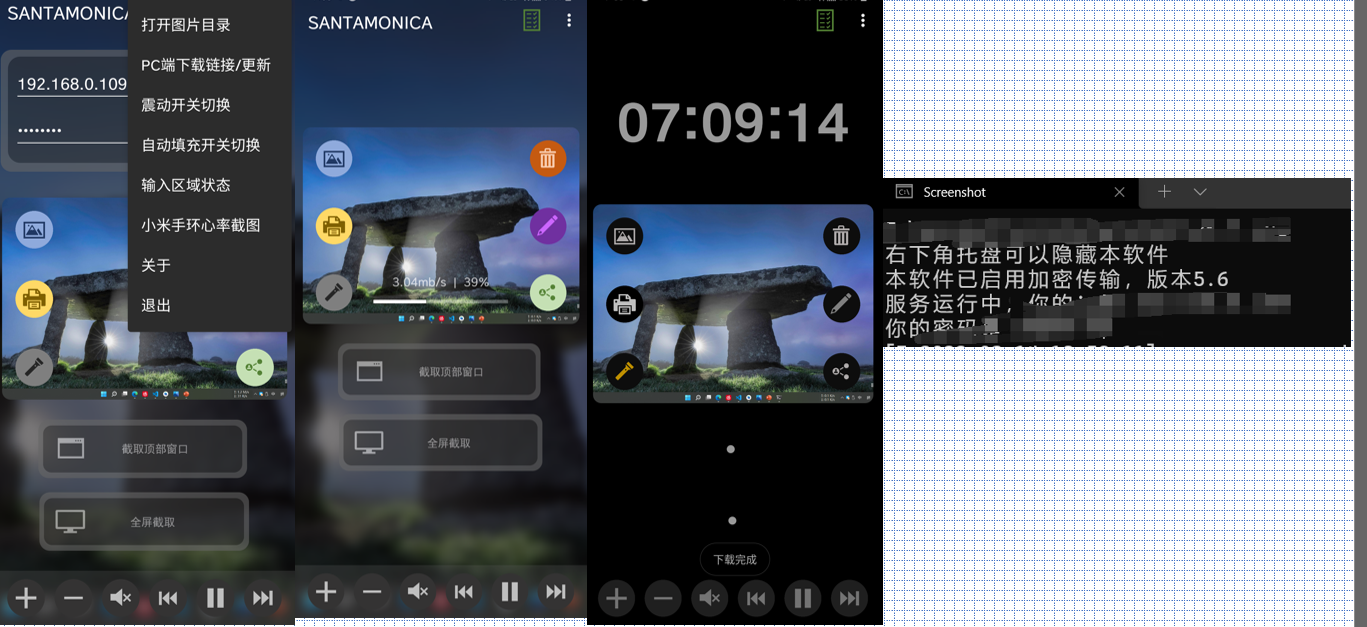 SANTAMONICA
192.168.0.109
打开图片目录
PC端下载链接/更新
震动开关切换
自动填充开关切换
输入区域状态
小米手环心率截图
关于
退出
截取顶部窗口
全屏截取
SANTAMONICA
3.04mb/s | 39%
截取顶部窗口
全屏截取
07:09:14
下载完成
Screenshot
右下角托盘可以隐藏本软件
本软件已启用加密传输，版本5.6
服务运行中，你的
你的密码